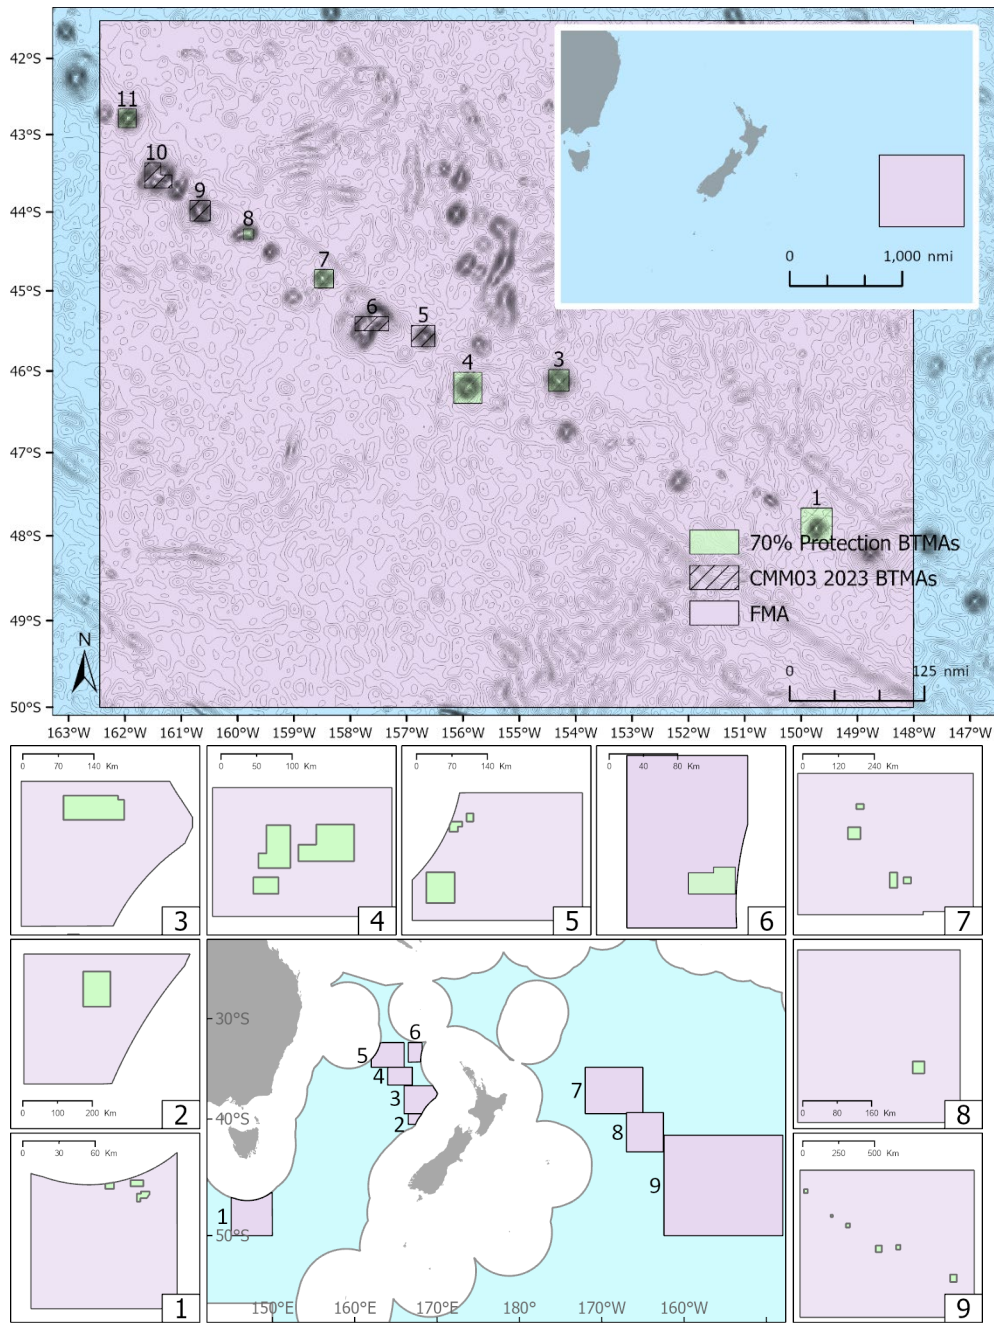 42°S
43°S
44°S
45°S
46°S
47°S
48°S
49°S
50°S
11
10
9
8
7
6
5
4
3
1
0 1,000 nmi
70% Protection BTMAs
CMM03 2023 BTMAs
FMA
N
0 125 nmi
163°W 162°W 161°W 160°W 159°W 158°W 157°W 156°W 155°W 154°W 153°W 152°W 151°W 150°W 149°W 148°W 147°W
0 70 140 Km
3
0 50 100 Km
4
0 70 140 Km
5
0 40 80 Km
6
0 120 240 Km
7
0 100 200 Km
2
30°S
40°S
50°S
6
5
4
3
2
1
7
8
9
150°E 160°E 170°E 180° 170°W 160°W
0 80 160 Km
8
0 30 60 Km
1
0 250 500 Km
9